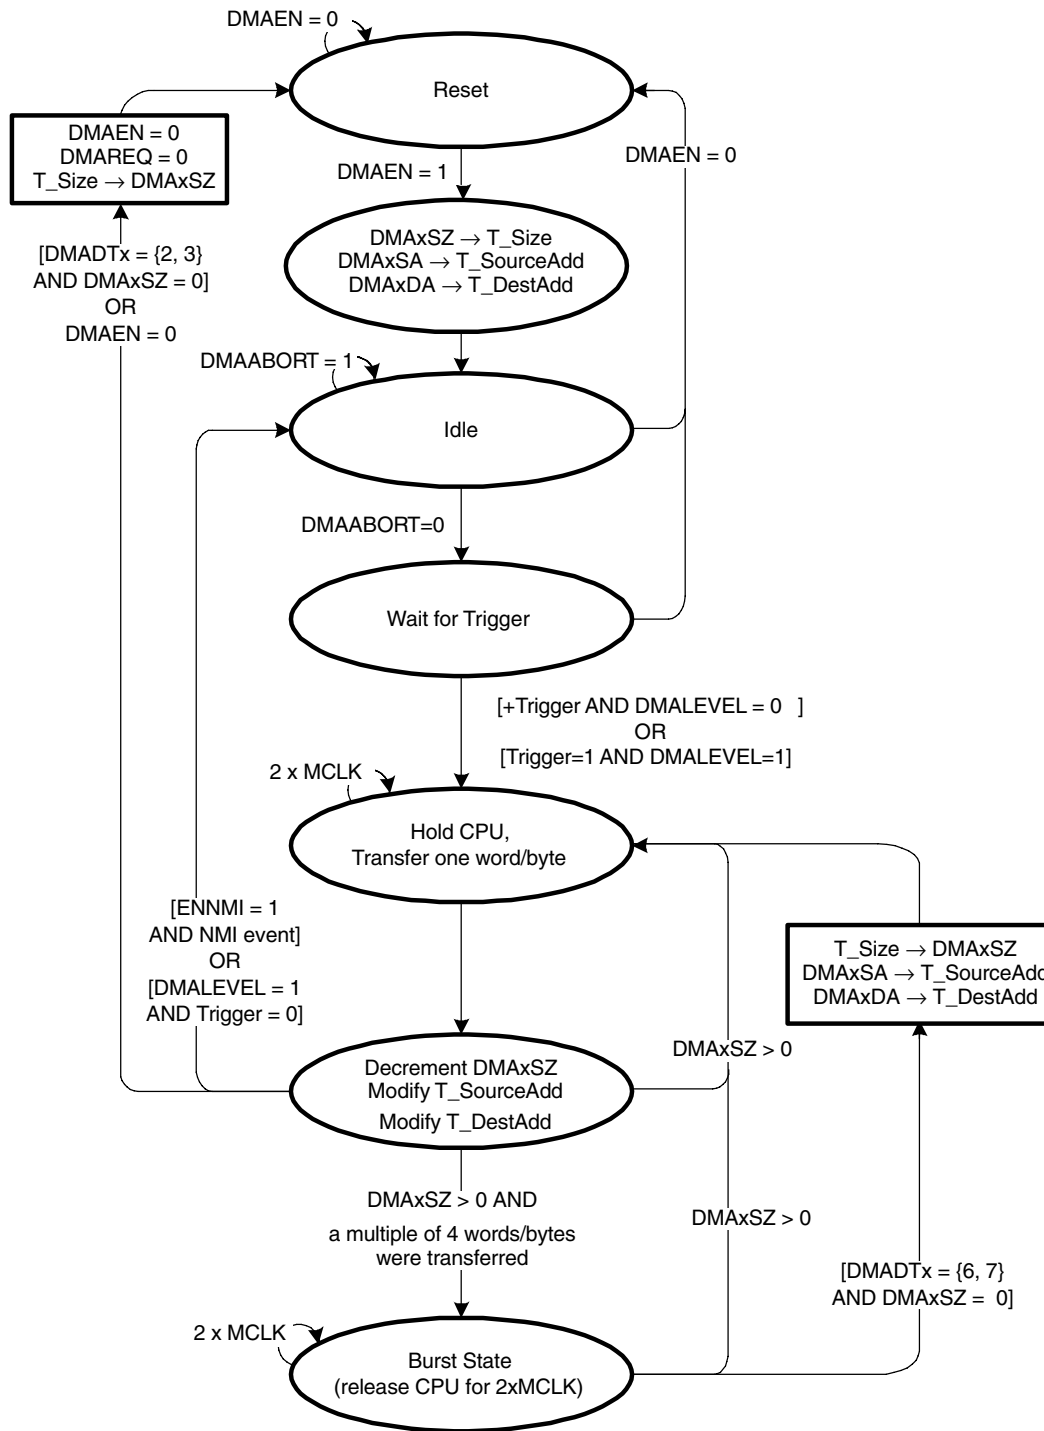 DMAEN = 0
Reset
DMAEN = 0
DMAREQ = 0
T_Size → DMAxSZ
DMAEN = 0
DMAEN = 1
[DMADTx = {2, 3}
AND DMAxSZ = 0]
OR
DMAEN = 0
DMAxSZ → T_Size
DMAxSA → T_SourceAdd
DMAxDA → T_DestAdd
DMAABORT = 1
Idle
DMAABORT=0
Wait for Trigger
[+Trigger AND DMALEVEL = 0 ]
OR
[Trigger=1 AND DMALEVEL=1]
2 x MCLK
Hold CPU,
Transfer one word/byte
[ENNMI = 1
AND NMI event]
OR
[DMALEVEL = 1
AND Trigger = 0]
T_Size → DMAxSZ
DMAxSA → T_SourceAdd
DMAxDA → T_DestAdd
DMAxSZ > 0
Decrement DMAxSZ
Modify T_SourceAdd
Modify T_DestAdd
DMAxSZ > 0 AND
a multiple of 4 words/bytes
were transferred
DMAxSZ > 0
[DMADTx = {6, 7}
AND DMAxSZ = 0]
2 x MCLK
Burst State
(release CPU for 2xMCLK)